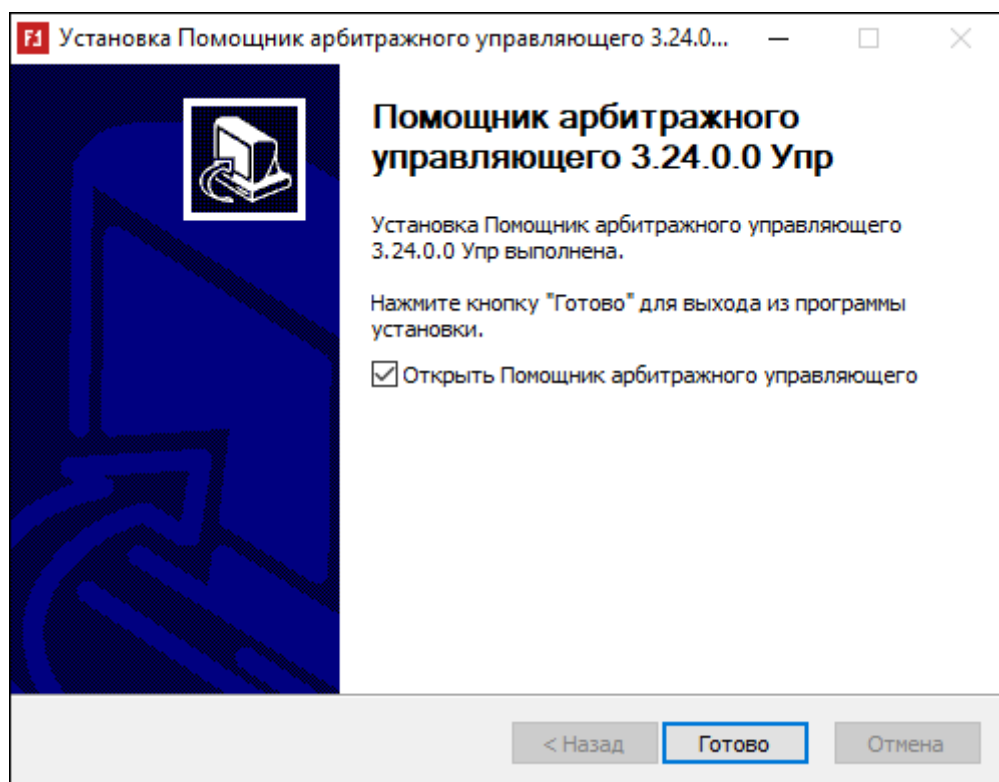 F1 Установка Помощник арбитражного управляющего 3.24.0...
Помощник арбитражного
управляющего 3.24.0.0 Упр
Установка Помощник арбитражного управляющего
3.24.0.0 Упр выполнена.
Нажмите кнопку "Готово" для выхода из программы
установки.
Открыть Помощник арбитражного управляющего
< Назад Готово Отмена